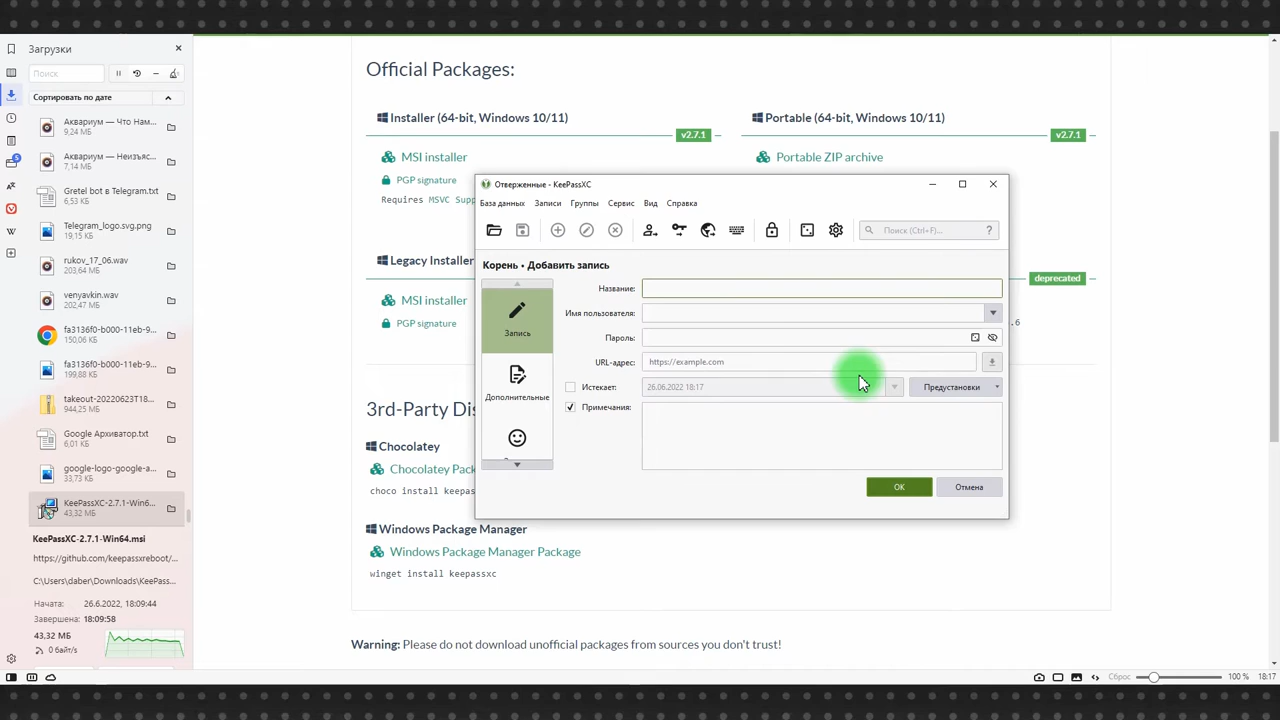 Загрузки
Поиск
Сортировать по дате
Аквариум — Что Нам...
9,24 МБ
Аквариум — Неизъяс...
7,14 МБ
Gretel bot в Telegram.txt
6,53 КБ
Telegram_logo.svg.png
19,15 КБ
rukov_17_06.wav
203,64 МБ
venyavkin.wav
202,47 МБ
fa3136f0-b000-11eb-9...
150,06 КБ
fa3136f0-b000-11eb-9...
199,88 КБ
takeout-20220623T18...
944,25 МБ
Google Архиватор.txt
6,01 КБ
google-logo-google-a...
33,73 КБ
KeePassXC-2.7.1-Win6...
43,32 МБ
KeePassXC-2.7.1-Win64.msi
https://github.com/keepassxreboot/...
C:\Users\daber\Downloads\KeePass...
Начата: 26.6.2022, 18:09:44
Завершена: 18:09:58
43,32 МБ
0 байт/s
Official Packages:
Installer (64-bit, Windows 10/11)
v2.7.1
MSI installer
PGP signature
Requires MSVC Supp
Portable (64-bit, Windows 10/11)
v2.7.1
Portable ZIP archive
Legacy Installer
deprecated
MSI installer
PGP signature
.6
3rd-Party Dis
Chocolatey
Chocolatey Pack
choco install keepas
Windows Package Manager
Windows Package Manager Package
winget install keepassxc
Warning: Please do not download unofficial packages from sources you don't trust!
Отверженные - KeePassXC
База данных Записи Группы Сервис Вид Справка
Поиск (Ctrl+F)... ?
Корень • Добавить запись
Запись
Дополнительные
Название:
Имя пользователя:
Пароль:
URL-адрес: https://example.com
Истекает: 26.06.2022 18:17 Предустановки
Примечания:
OK Отмена
Сброс 100 % 18:17